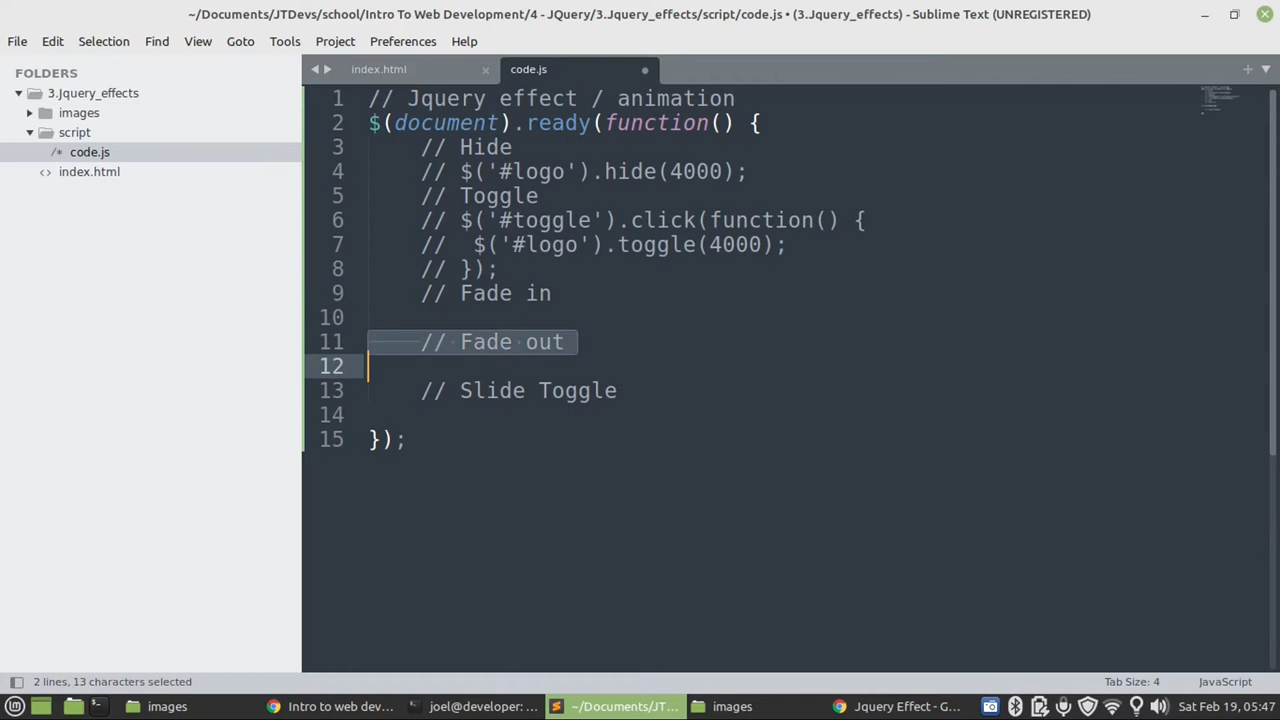 ~/Documents/JTDevs/school/Intro To Web Development/4 - JQuery/3.Jquery_effects/script/code.js • (3.Jquery_effects) - Sublime Text (UNREGISTERED)
File Edit Selection Find View Goto Tools Project Preferences Help
FOLDERS
3.Jquery_effects
images
script
/* code.js
<> index.html
index.html code.js
1 // Jquery effect / animation
2 $(document).ready(function() {
3 // Hide
4 // $('#logo').hide(4000);
5 // Toggle
6 // $('#toggle').click(function() {
7 //  $('#logo').toggle(4000);
8 // });
9 // Fade in
10
11 // Fade out
12
13 // Slide Toggle
14
15 });
2 lines, 13 characters selected Tab Size: 4 JavaScript
images Intro to web dev... joel@developer: ... ~/Documents/JT... images Jquery Effect - G... Sat Feb 19, 05:47